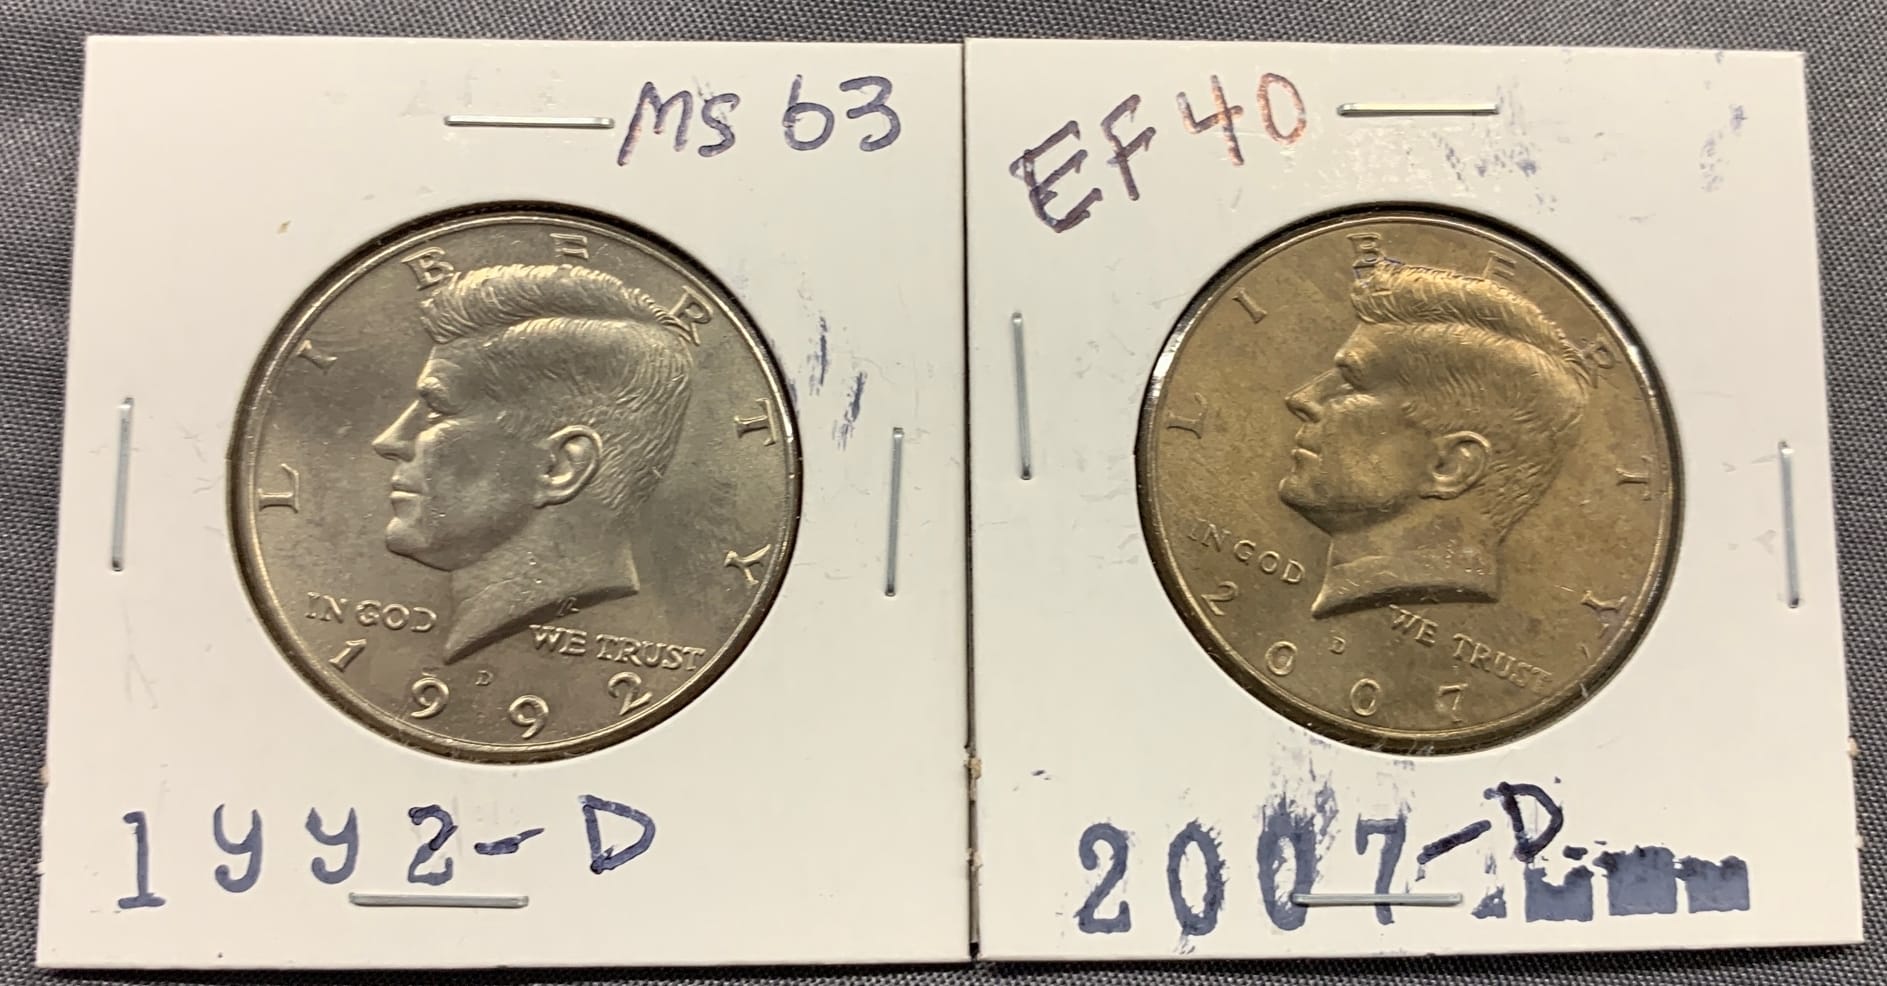 MS 63
LIBERTY
IN GOD WE TRUST
D
1992
1992-D
EF 40
LIBERTY
IN GOD WE TRUST
D
2007
2007-D